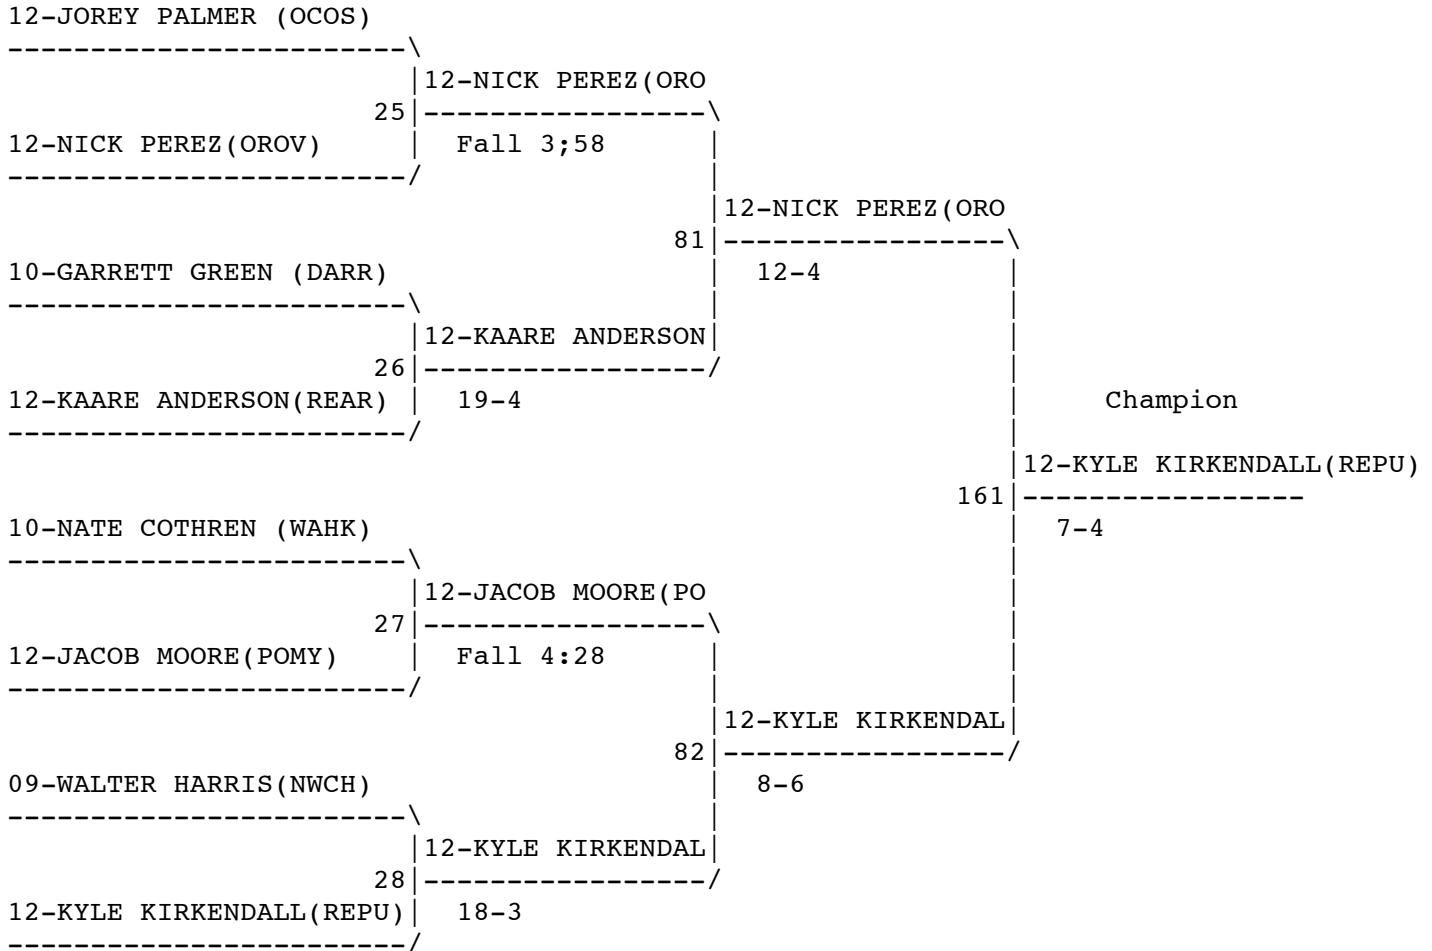 12-JOREY PALMER (OCOS)
------------------------\
|12-NICK PEREZ(ORO
25|-----------------\
12-NICK PEREZ(OROV) | Fall 3;58 |
------------------------/ |
|12-NICK PEREZ(ORO
81|-----------------\
10-GARRETT GREEN (DARR) | 12-4 |
------------------------\ | |
|12-KAARE ANDERSON| |
26|-----------------/ |
12-KAARE ANDERSON(REAR) | 19-4 | Champion
------------------------/ |
|12-KYLE KIRKENDALL(REPU)
161|-----------------
10-NATE COTHREN (WAHK) | 7-4
------------------------\ |
|12-JACOB MOORE(PO |
27|-----------------\ |
12-JACOB MOORE(POMY) | Fall 4:28 | |
------------------------/ | |
|12-KYLE KIRKENDAL|
82|-----------------/
09-WALTER HARRIS(NWCH) | 8-6
------------------------\ |
|12-KYLE KIRKENDAL|
28|-----------------/
12-KYLE KIRKENDALL(REPU)| 18-3
------------------------/